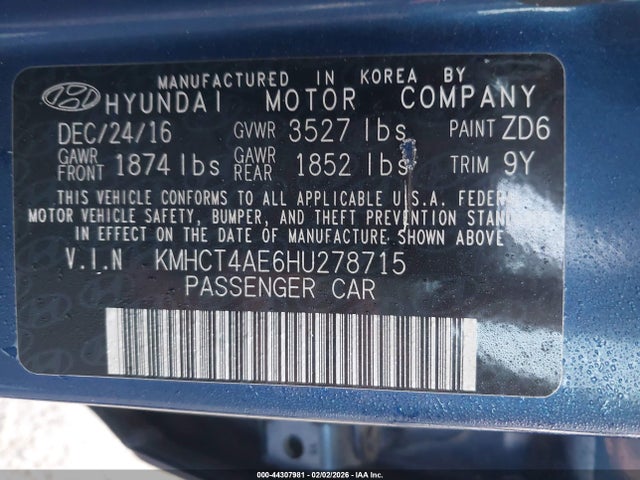 MANUFACTURED IN KOREA BY
HYUNDAI MOTOR COMPANY
DEC/24/16 GVWR 3527 lbs PAINT ZD6
GAWR FRONT 1874 lbs GAWR REAR 1852 lbs TRIM 9Y
THIS VEHICLE CONFORMS TO ALL APPLICABLE U.S.A. FEDERAL
MOTOR VEHICLE SAFETY, BUMPER, AND THEFT PREVENTION STANDARDS
IN EFFECT ON THE DATE OF MANUFACTURE SHOWN ABOVE
V.I.N KMHCT4AE6HU278715
PASSENGER CAR
000-44307981 - 02/02/2026 - IAA Inc.